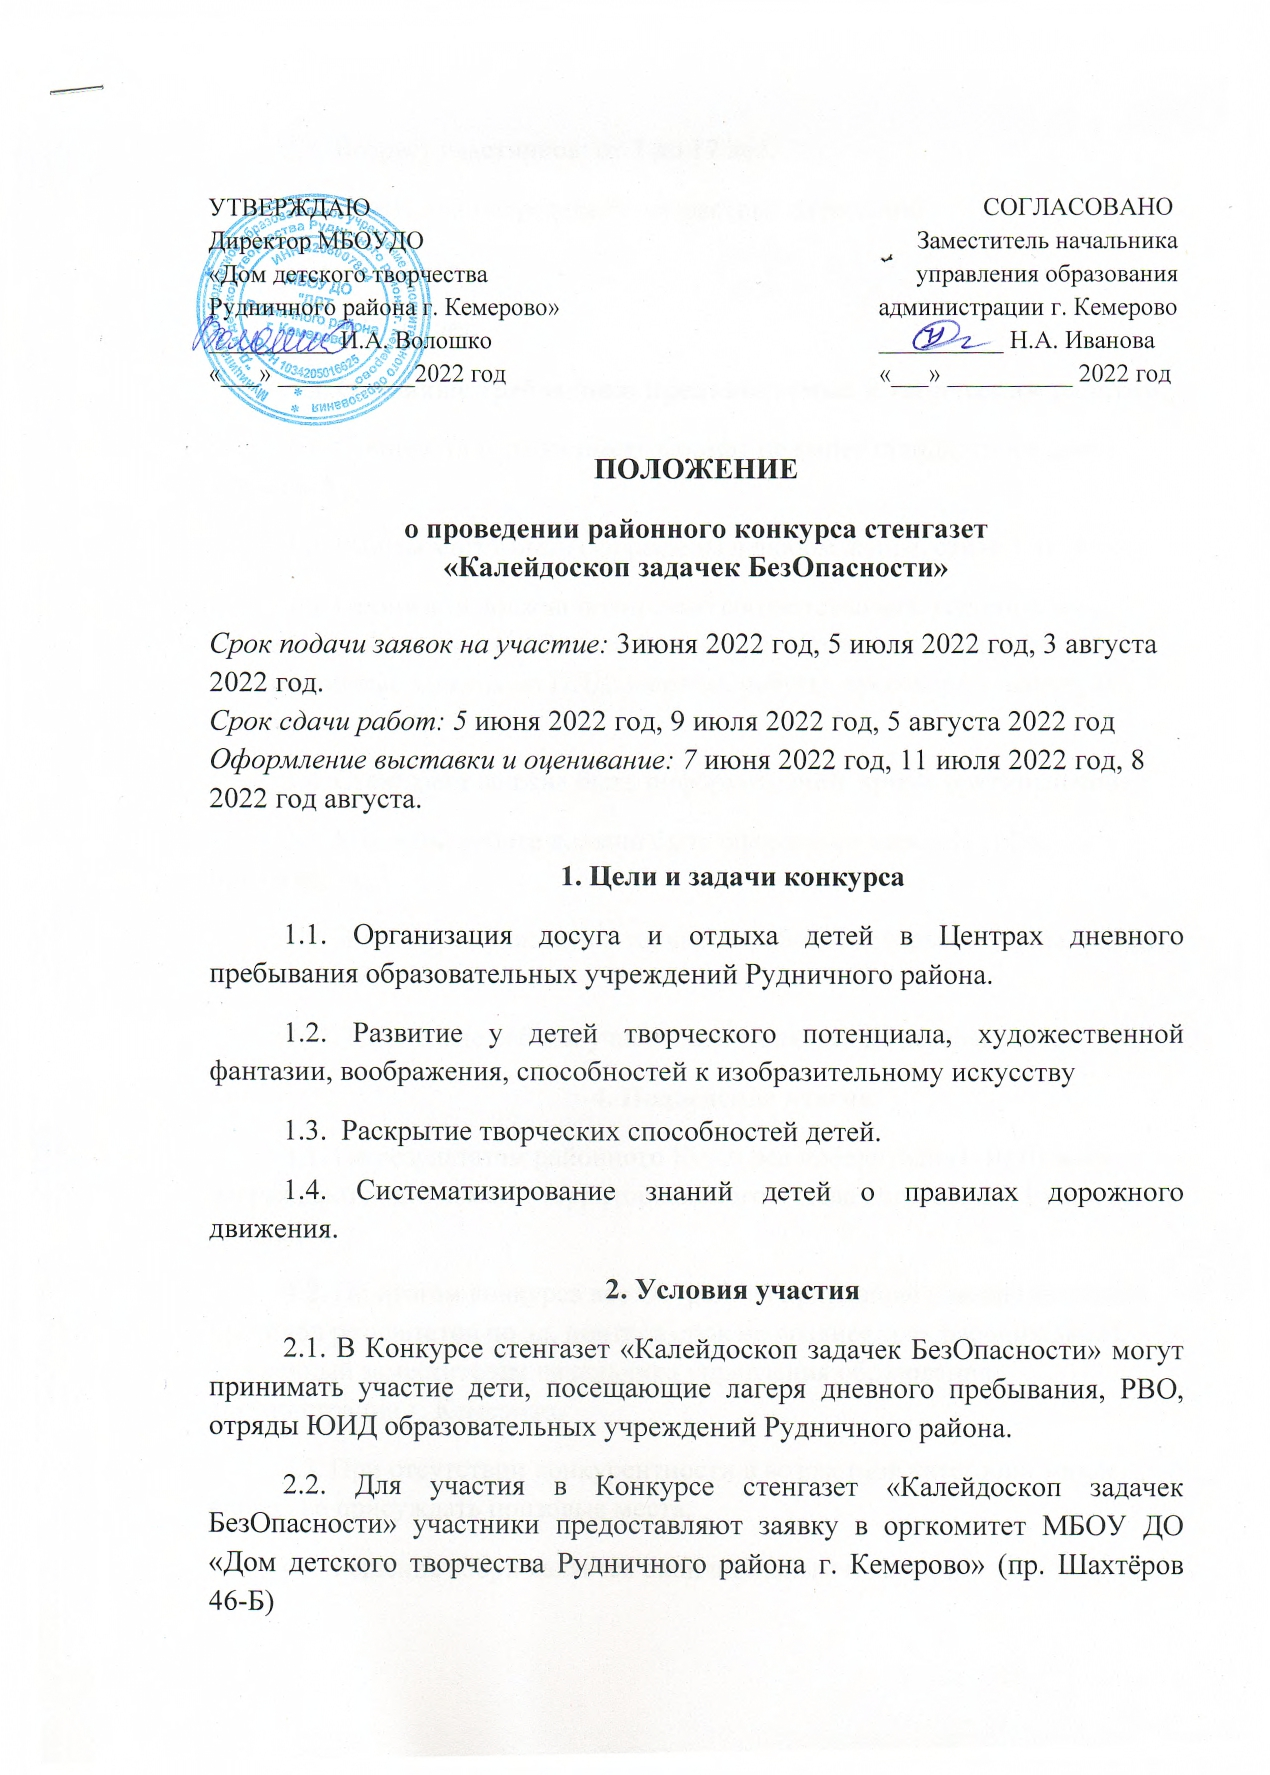 УТВЕРЖДАЮ
Директор МБОУДО
«Дом детского творчества
Рудничного района г. Кемерово»
__________И.А. Волошко
«___» ___________2022 год
СОГЛАСОВАНО
Заместитель начальника
управления образования
администрации г. Кемерово
__________ Н.А. Иванова
«___» __________ 2022 год
ПОЛОЖЕНИЕ
о проведении районного конкурса стенгазет
«Калейдоскоп задачек БезОпасности»
Срок подачи заявок на участие: 3июня 2022 год, 5 июля 2022 год, 3 августа
2022 год.
Срок сдачи работ: 5 июня 2022 год, 9 июля 2022 год, 5 августа 2022 год
Оформление выставки и оценивание: 7 июня 2022 год, 11 июля 2022 год, 8
2022 год августа.
1. Цели и задачи конкурса
1.1. Организация досуга и отдыха детей в Центрах дневного
пребывания образовательных учреждений Рудничного района.
1.2. Развитие у детей творческого потенциала, художественной
фантазии, воображения, способностей к изобразительному искусству
1.3. Раскрытие творческих способностей детей.
1.4. Систематизирование знаний детей о правилах дорожного
движения.
2. Условия участия
2.1. В Конкурсе стенгазет «Калейдоскоп задачек БезОпасности» могут
принимать участие дети, посещающие лагеря дневного пребывания, РВО,
отряды ЮИД образовательных учреждений Рудничного района.
2.2. Для участия в Конкурсе стенгазет «Калейдоскоп задачек
БезОпасности» участники предоставляют заявку в оргкомитет МБОУ ДО
«Дом детского творчества Рудничного района г. Кемерово» (пр. Шахтёров
46-Б)